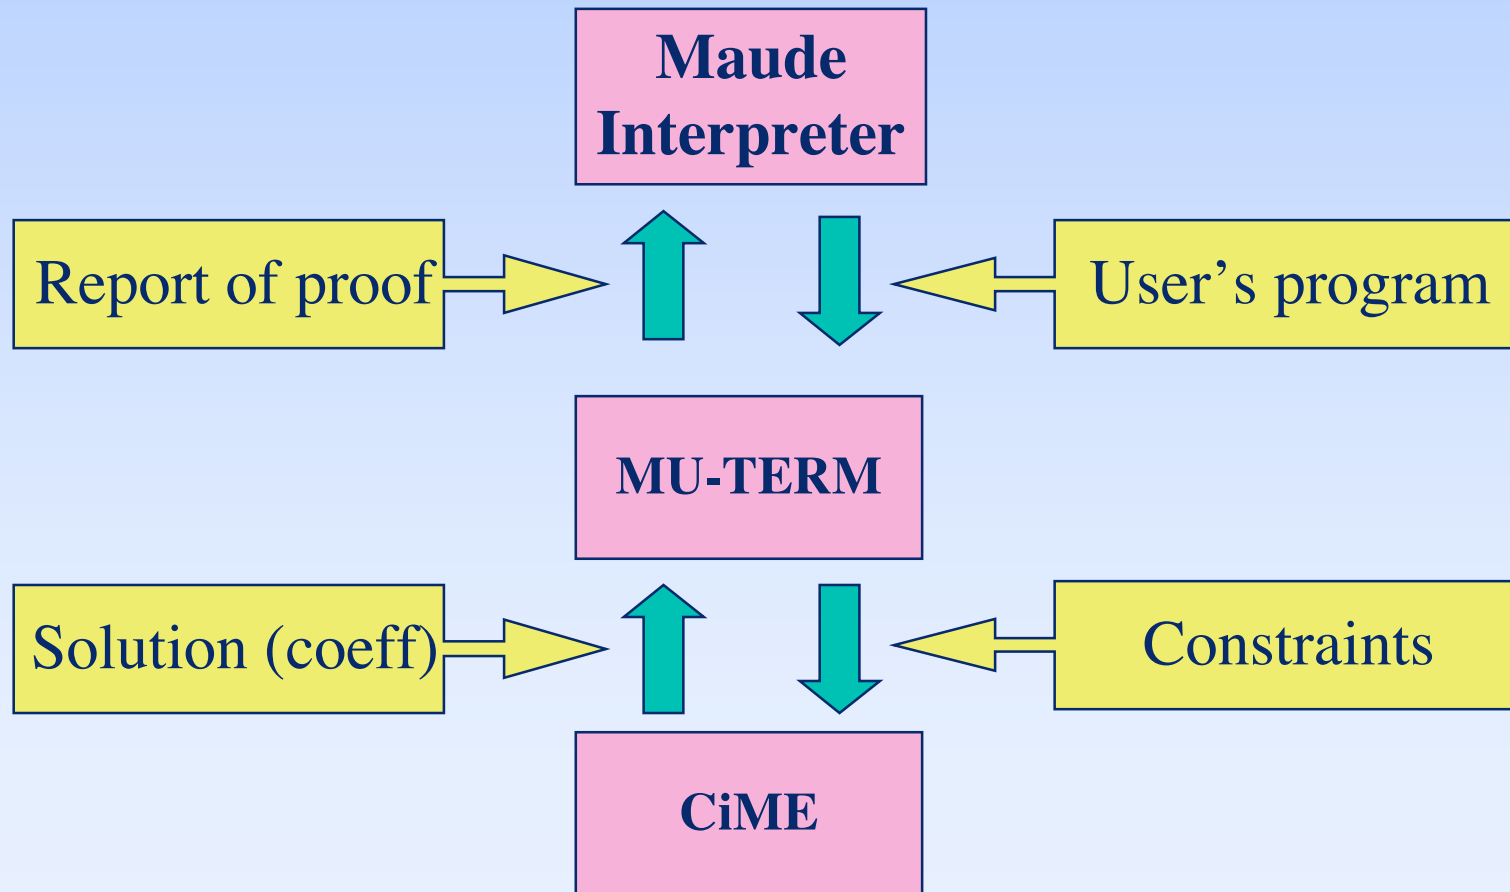 Maude
Interpreter
Report of proof
User’s program
MU-TERM
Solution (coeff)
Constraints
CiME